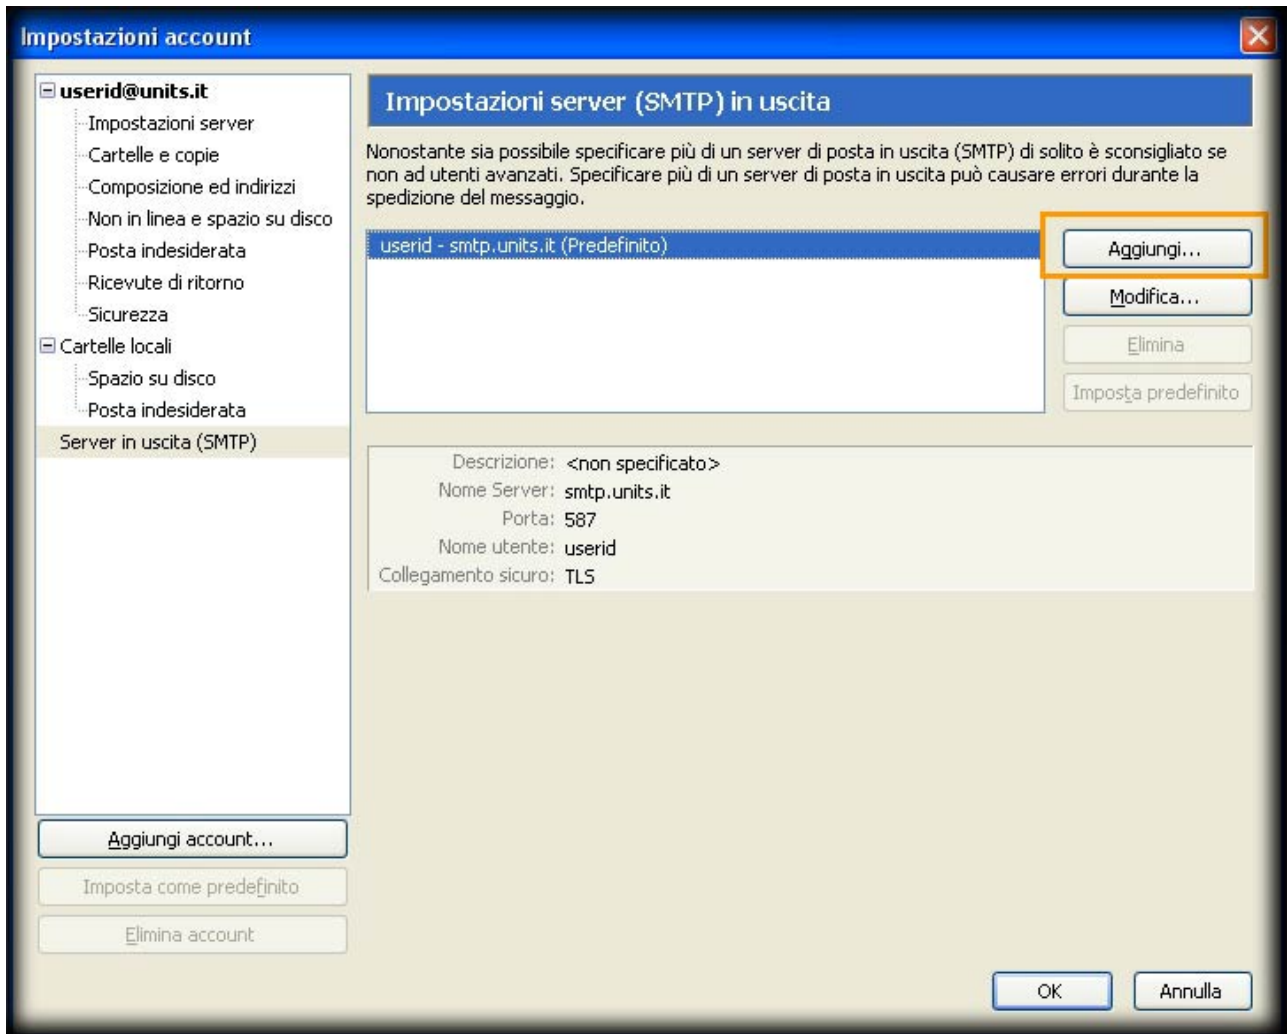 Impostazioni account
userid@units.it
Impostazioni server
Cartelle e copie
Composizione ed indirizzi
Non in linea e spazio su disco
Posta indesiderata
Ricevute di ritorno
Sicurezza
Cartelle locali
Spazio su disco
Posta indesiderata
Server in uscita (SMTP)
Aggiungi account...
Imposta come predefinito
Elimina account
Impostazioni server (SMTP) in uscita
Nonostante sia possibile specificare più di un server di posta in uscita (SMTP) di solito è sconsigliato se
non ad utenti avanzati. Specificare più di un server di posta in uscita può causare errori durante la
spedizione del messaggio.
userid - smtp.units.it (Predefinito)
Aggiungi...
Modifica...
Elimina
Imposta predefinito
Descrizione: <non specificato>
Nome Server: smtp.units.it
Porta: 587
Nome utente: userid
Collegamento sicuro: TLS
OK
Annulla